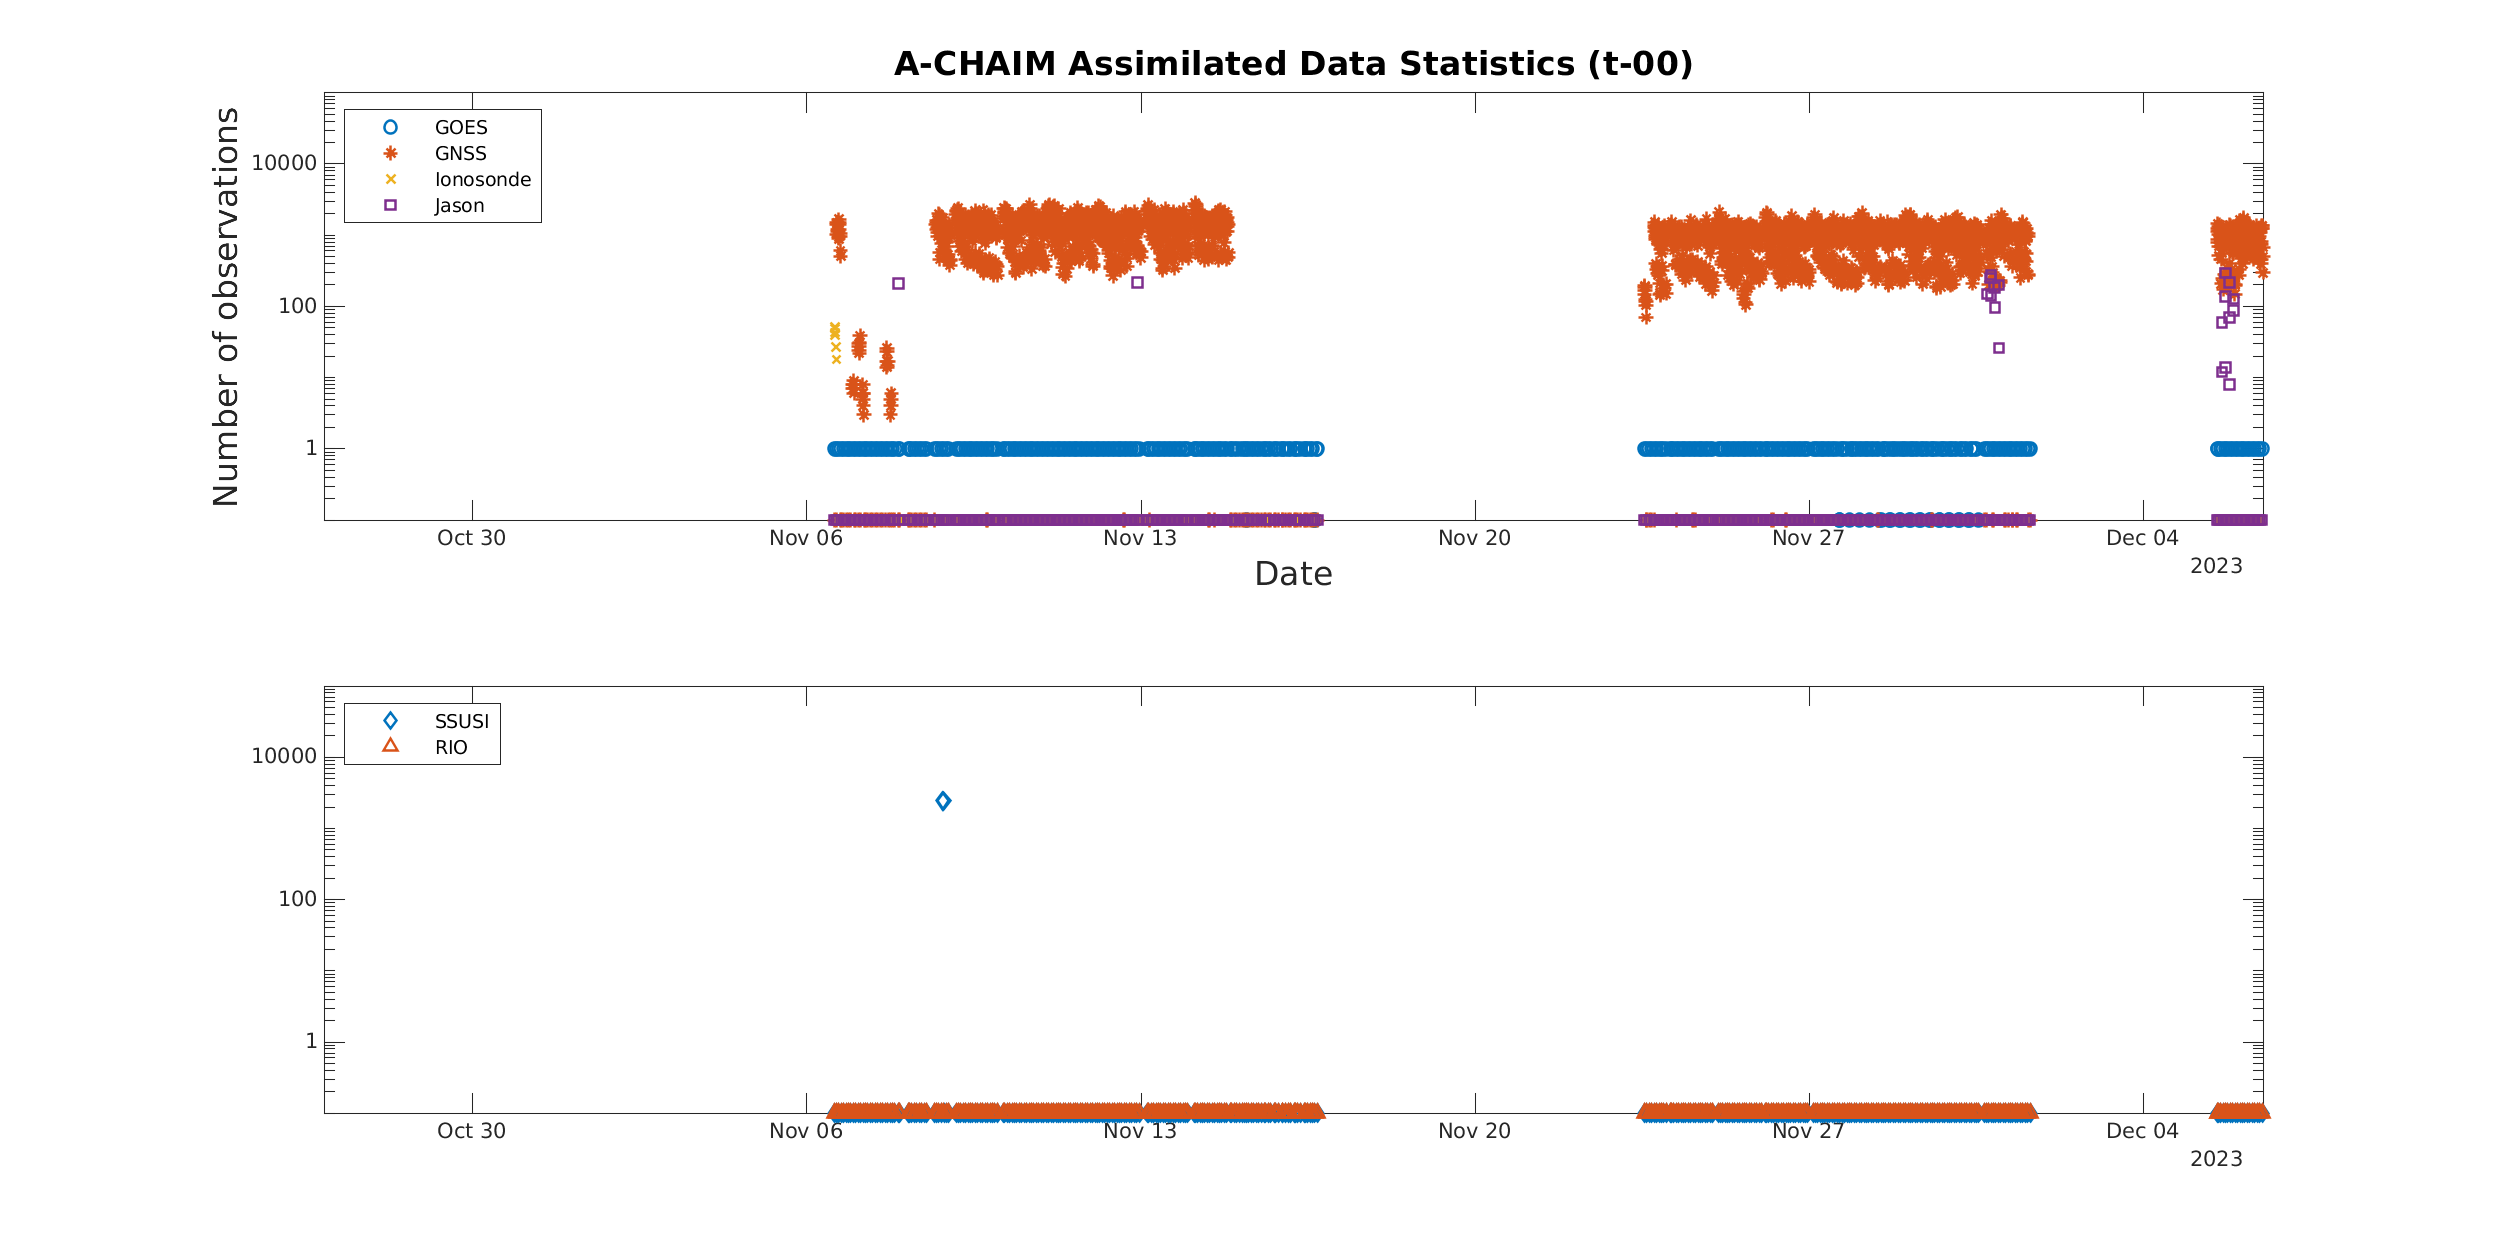 A-CHAIM Assimilated Data Statistics (t-00)
GOES
GNSS
Ionosonde
Jason
Number of observations
10000
100
1
Oct 30 Nov 06 Nov 13 Nov 20 Nov 27 Dec 04
2023
Date
SSUSI
RIO
10000
100
1
Oct 30 Nov 06 Nov 13 Nov 20 Nov 27 Dec 04
2023